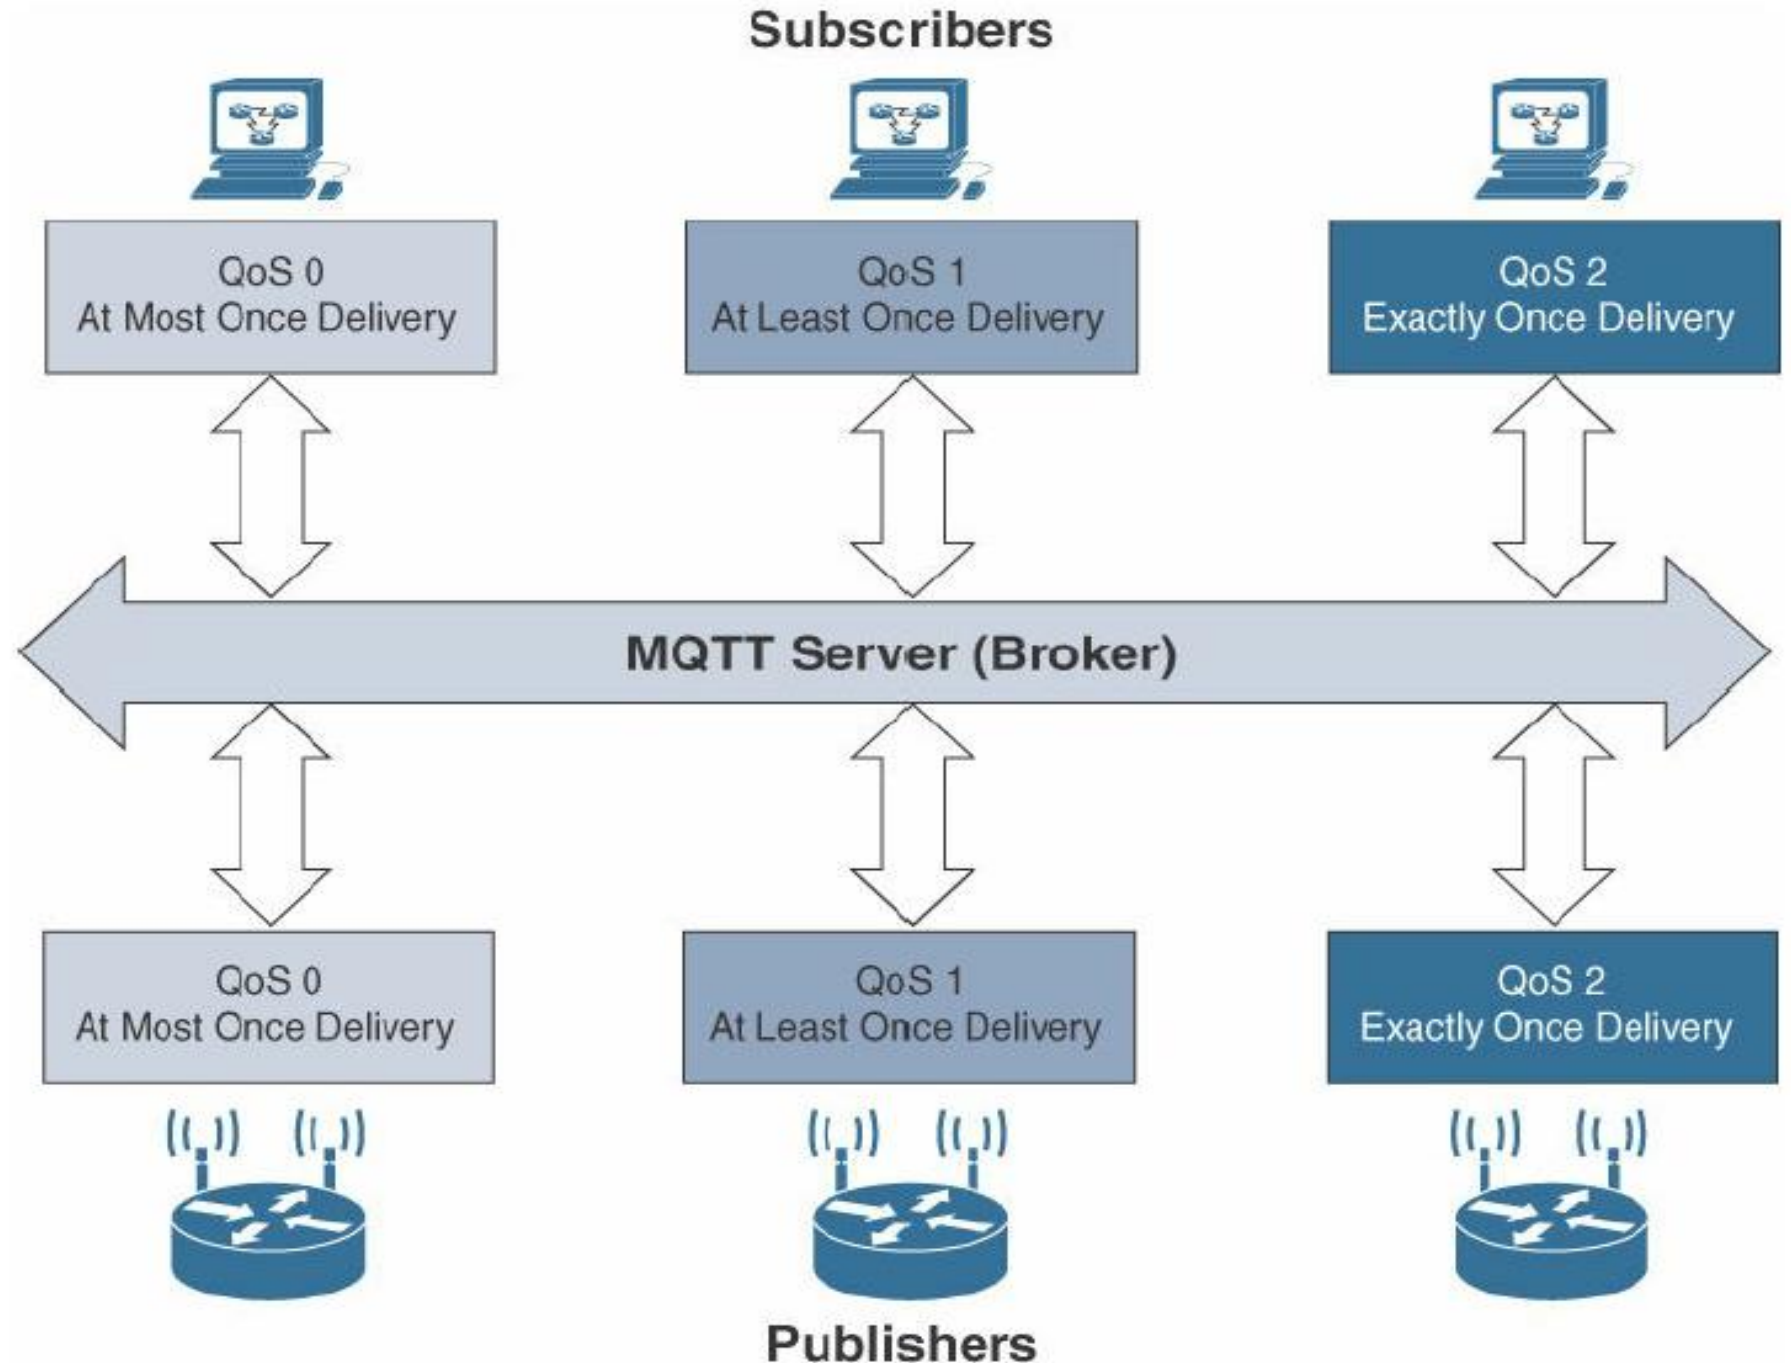 Subscribers
QoS 0
At Most Once Delivery
QoS 1
At Least Once Delivery
QoS 2
Exactly Once Delivery
MQTT Server (Broker)
QoS 0
At Most Once Delivery
QoS 1
At Least Once Delivery
QoS 2
Exactly Once Delivery
Publishers